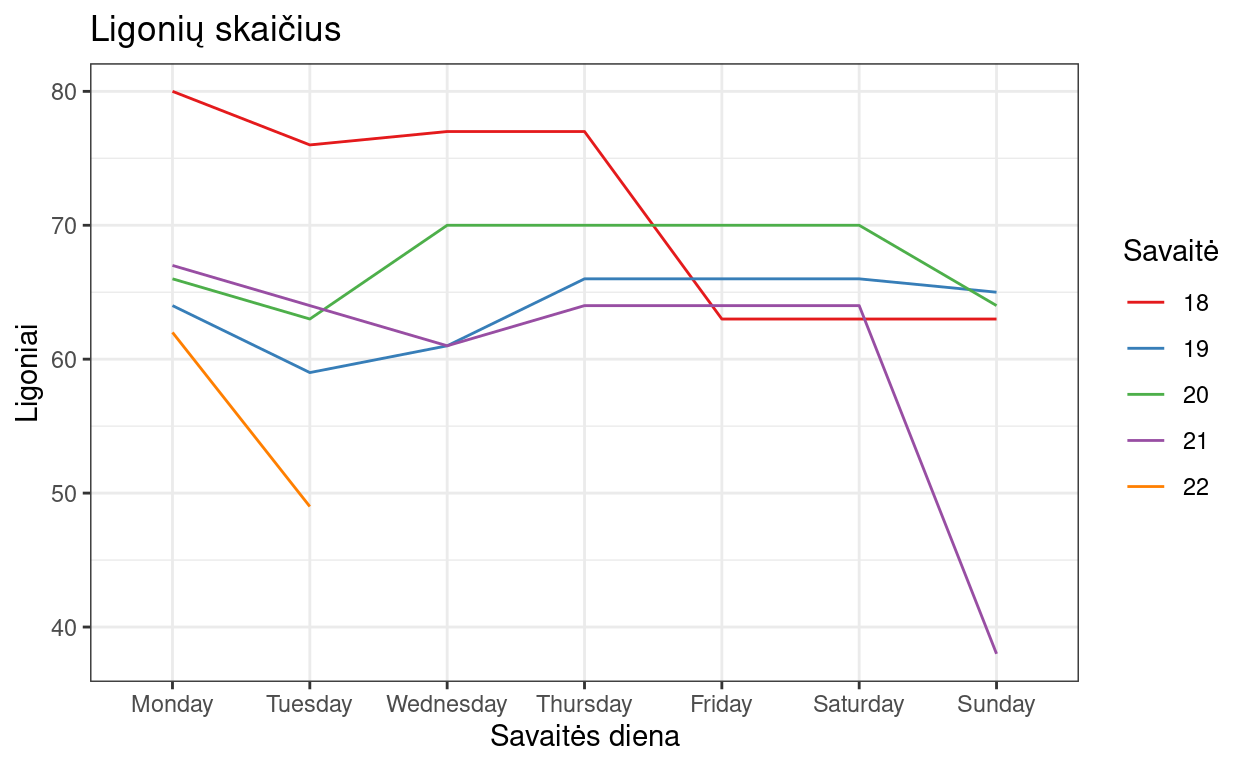 Ligonių skaičius
80
70
60
50
40
Ligoniai
Monday Tuesday Wednesday Thursday Friday Saturday Sunday
Savaitės diena
Savaitė
18
19
20
21
22